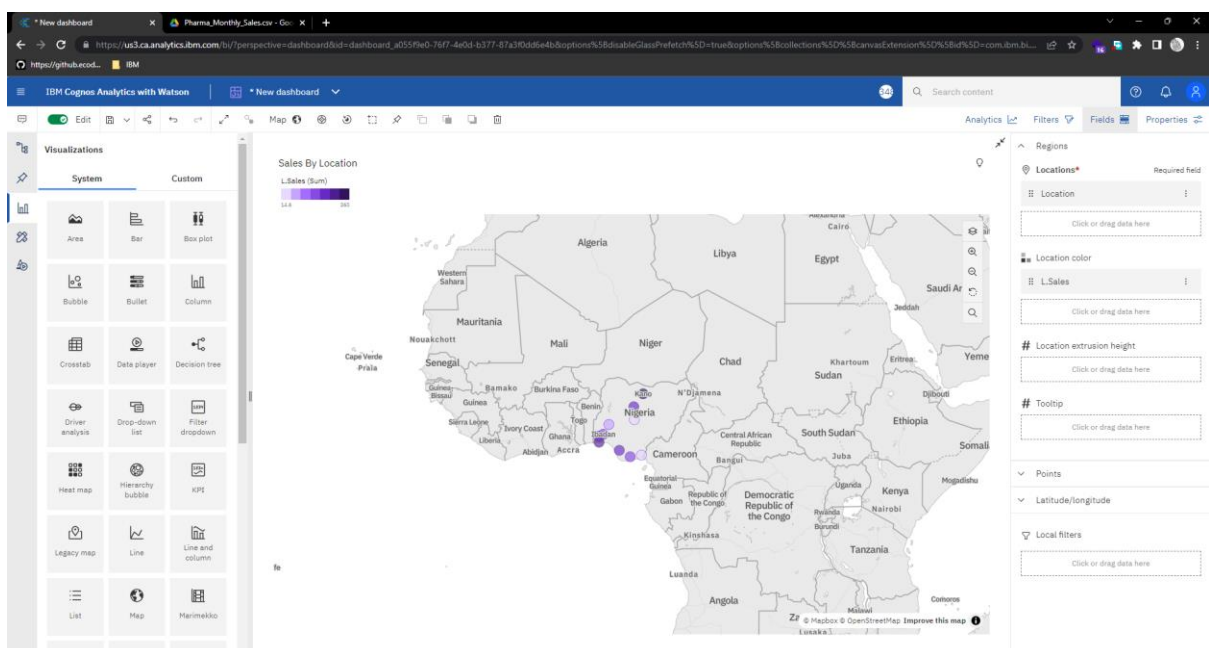 * New dashboard
Pharma_Monthly_Sales.csv - Goo
https://us3.ca.analytics.ibm.com/bi/?perspective=dashboard&id=dashboard_a055f9e0-76f7-4e0d-b377-87a3f0dd6e4b&options%5BdisableGlassPrefetch%5D=true&options%5Bcollections%5D%5BcanvasExtension%5D%5Bid%5D=com.ibm.bi...
https://github.ecod...
IBM
IBM Cognos Analytics with Watson
* New dashboard
Search content
Edit
Map
Analytics
Filters
Fields
Properties
Visualizations
System
Custom
Area
Bar
Box plot
Bubble
Bullet
Column
Crosstab
Data player
Decision tree
Driver
analysis
Drop-down
list
Filter
dropdown
Heat map
Hierarchy
bubble
KPI
Legacy map
Line
Line and
column
List
Map
Marimekko
Sales By Location
L.Sales (Sum)
14.6
Alexandria
Cairo
Algeria
Libya
Egypt
Western
Sahara
Saudi Ar
Jeddah
Mauritania
Nouakchott
Mali
Niger
Chad
Khartoum
Sudan
Eritrea
Yeme
Cape Verde
Praia
Senegal
Guinea-
Bissau
Bamako
Burkina Faso
Kano
N'Djamena
Djibouti
Guinea
Benin
Nigeria
Sierra Leone
Ivory Coast
Togo
Ghana
Ibadan
Ethiopia
Liberia
Abidjan
Accra
Central African
Republic
South Sudan
Somali
Cameroon
Bangui
Juba
Equatorial
Guinea
Mogadishu
Gabon
Republic of
the Congo
Democratic
Republic of
the Congo
Uganda
Kenya
Rwanda
Nairobi
Burundi
Kinshasa
Tanzania
fe
Luanda
Angola
Comoros
Malawi
Lusaka
© Mapbox © OpenStreetMap Improve this map
Regions
Locations*
Required field
Location
Click or drag data here
Location color
L.Sales
Click or drag data here
Location extrusion height
Click or drag data here
Tooltip
Click or drag data here
Points
Latitude/longitude
Local filters
Click or drag data here